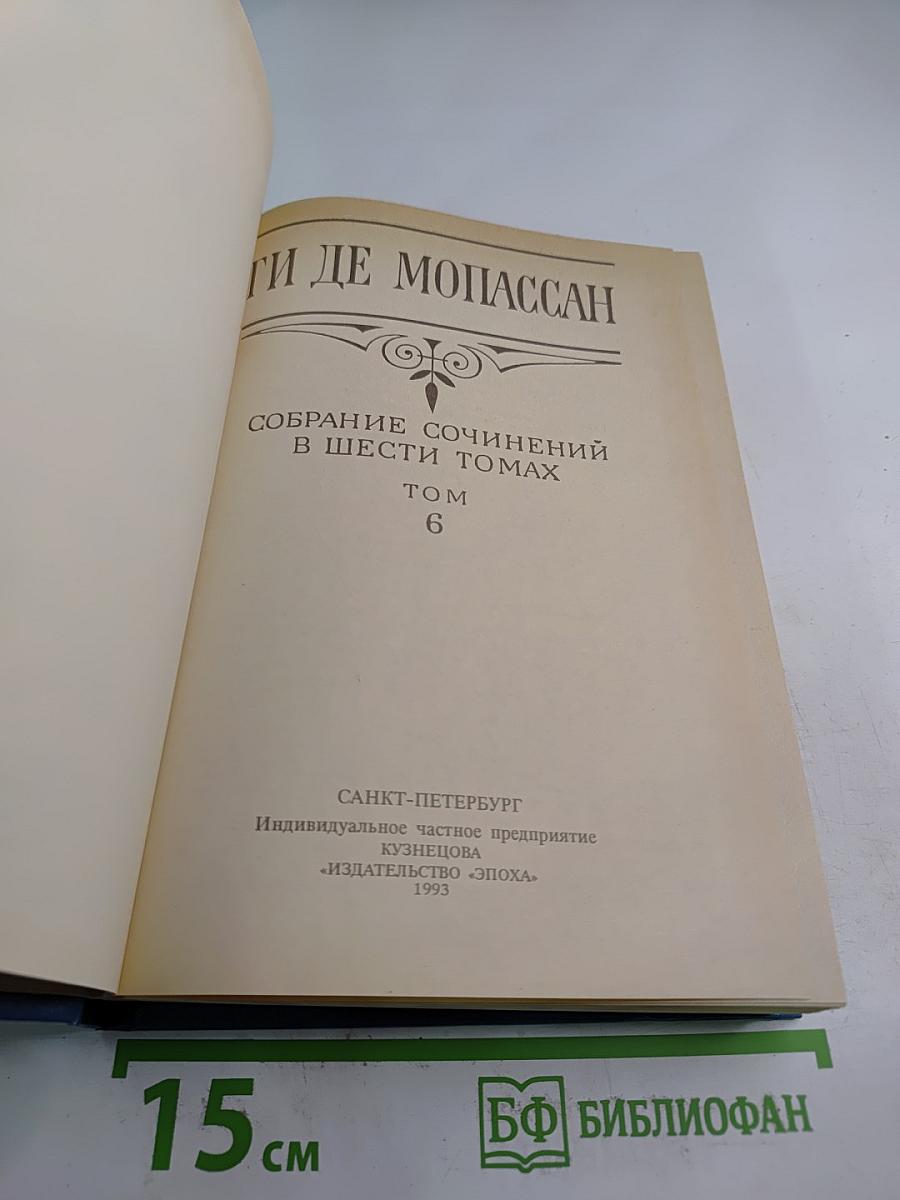 ГИ ДЕ МОПАССАН
СОБРАНИЕ СОЧИНЕНИЙ
В ШЕСТИ ТОМАХ
ТОМ
6
САНКТ-ПЕТЕРБУРГ
Индивидуальное частное предприятие
КУЗНЕЦОВА
«ИЗДАТЕЛЬСТВО «ЭПОХА»
1993
15 см
БФ БИБЛИОФАН